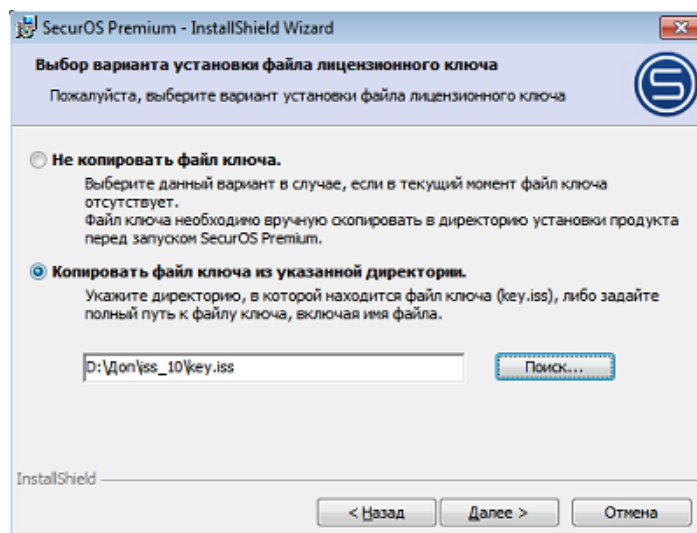 SecurOS Premium - InstallShield Wizard
Выбор варианта установки файла лицензионного ключа
Пожалуйста, выберите вариант установки файла лицензионного ключа
Не копировать файл ключа.
Выберите данный вариант в случае, если в текущий момент файл ключа
отсутствует.
Файл ключа необходимо вручную скопировать в директорию установки продукта
перед запуском SecurOS Premium.
Копировать файл ключа из указанной директории.
Укажите директорию, в которой находится файл ключа (key.iss), либо задайте
полный путь к файлу ключа, включая имя файла.
D:\Доп\iss_10\key.iss
Поиск...
InstallShield
< Назад
Далее >
Отмена